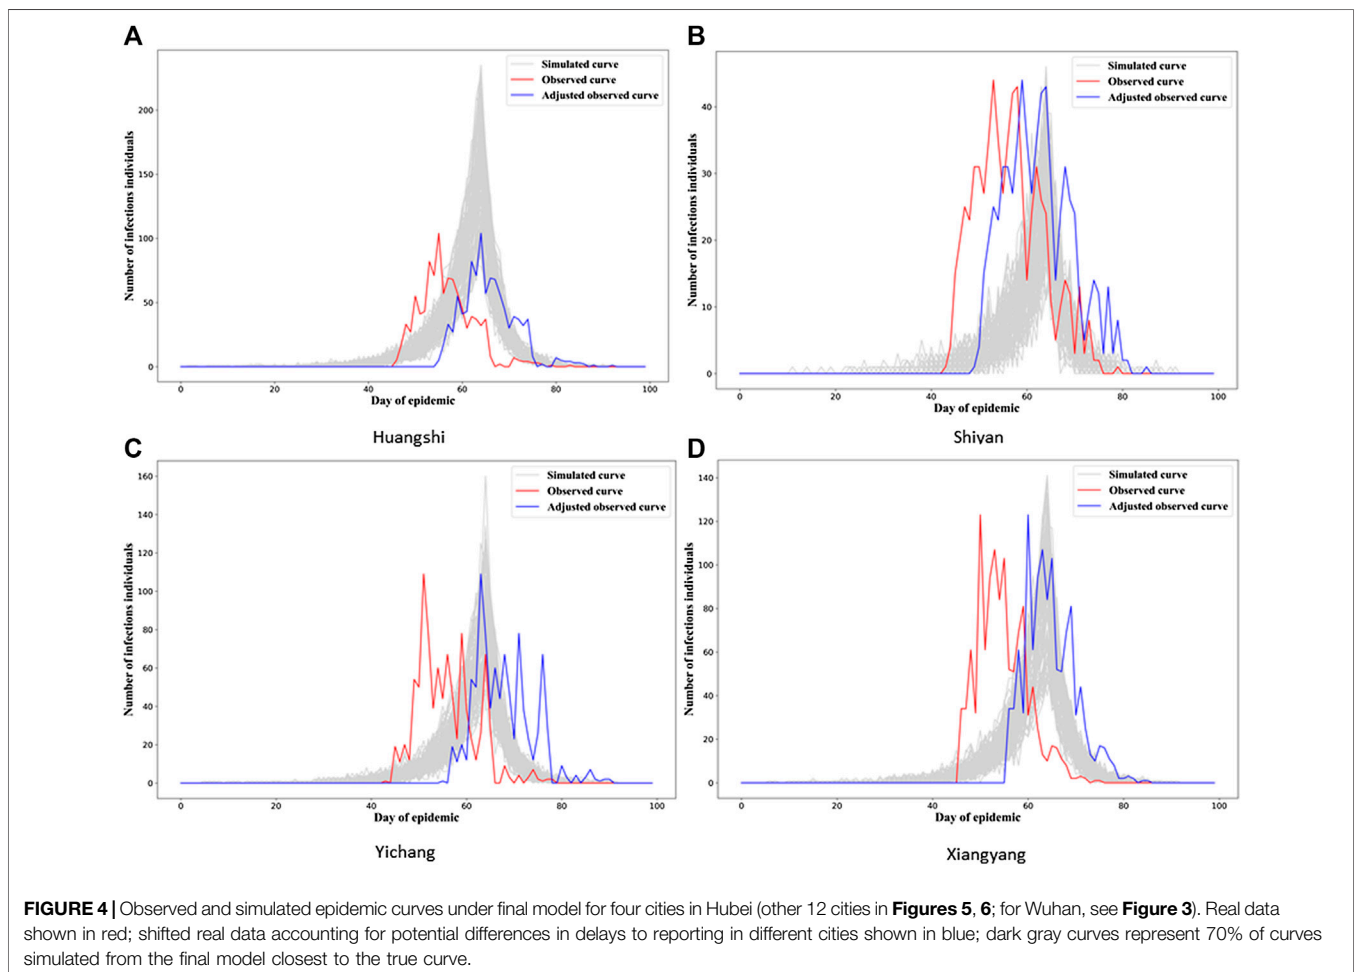 A
B
Simulated curve
Observed curve
Adjusted observed curve
Simulated curve
Observed curve
Adjusted observed curve
Number of infections individuals
200
150
100
50
0
0 20 40 60 80 100
Day of epidemic
Huangshi
Number of infections individuals
40
30
20
10
0
0 20 40 60 80 100
Day of epidemic
Shivan
C
D
Simulated curve
Observed curve
Adjusted observed curve
Simulated curve
Observed curve
Adjusted observed curve
Number of infections individuals
160
140
120
100
80
60
40
20
0
0 20 40 60 80 100
Day of epidemic
Yichang
Number of infections individuals
140
120
100
80
60
40
20
0
0 20 40 60 80 100
Day of epidemic
Xiangyang
FIGURE 4 | Observed and simulated epidemic curves under final model for four cities in Hubei (other 12 cities in Figures 5, 6; for Wuhan, see Figure 3). Real data
shown in red; shifted real data accounting for potential differences in delays to reporting in different cities shown in blue; dark gray curves represent 70% of curves
simulated from the final model closest to the true curve.